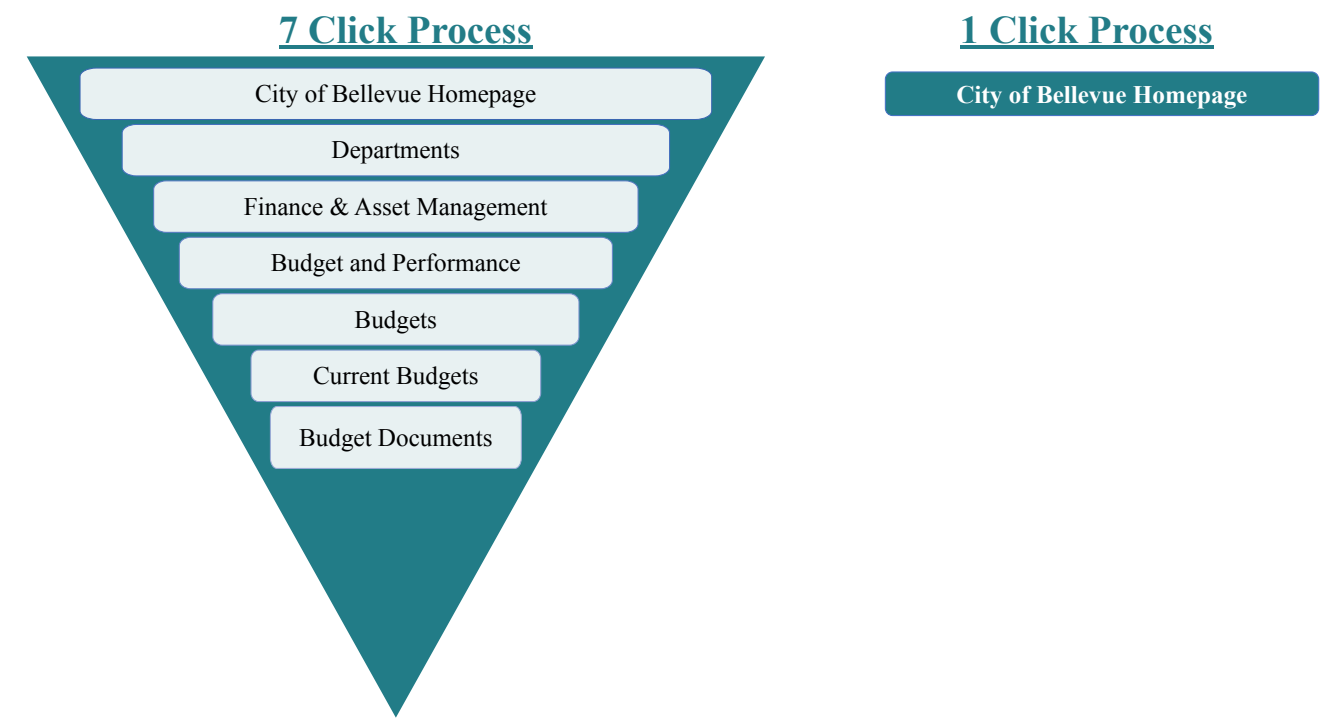 7 Click Process
City of Bellevue Homepage
Departments
Finance & Asset Management
Budget and Performance
Budgets
Current Budgets
Budget Documents
1 Click Process
City of Bellevue Homepage